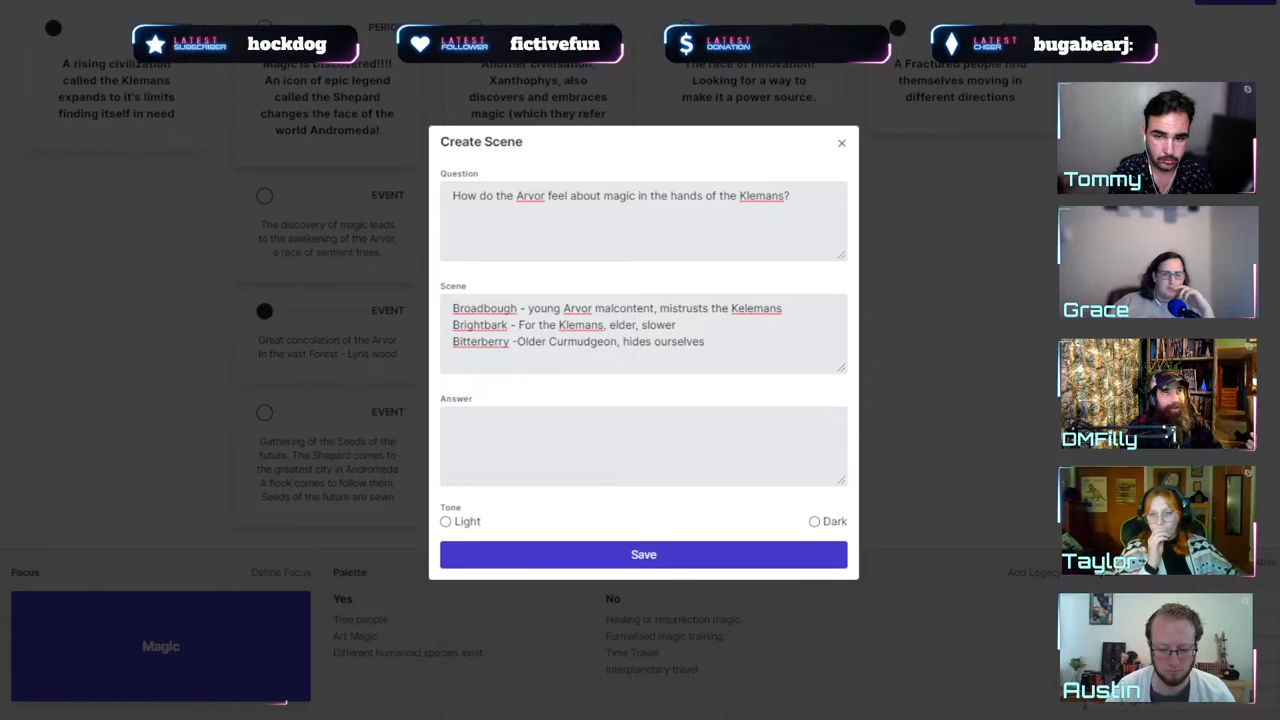 LATEST SUBSCRIBER hockdog
LATEST FOLLOWER fictivefun
LATEST DONATION
LATEST CHEER bugabearj:
A rising civilization
called the Klemans
expands to it's limits
finding itself in need
PERIOD
Magic is Discovered!!!!
An icon of epic legend
called the Shepard
changes the face of the
world Andromeda!
Another civilisation,
Xanthophys, also
discovers and embraces
magic (which they refer
The race of innovation!
Looking for a way to
make it a power source.
A Fractured people find
themselves moving in
different directions
EVENT
The discovery of magic leads
to the awakening of the Arvor,
a race of sentient trees.
EVENT
Great concolation of the Arvor
In the vast Forest - Lyris wood
EVENT
Gathering of the Seeds of the
future. The Shepard comes to
the greatest city in Andromeda
A flock comes to follow them.
Seeds of the future are sewn
Create Scene
×
Question
How do the Arvor feel about magic in the hands of the Klemans?
Scene
Broadbough - young Arvor malcontent, mistrusts the Kelemans
Brightbark - For the Klemans, elder, slower
Bitterberry -Older Curmudgeon, hides ourselves
Answer
Tone
Light
Dark
Save
Focus
Define Focus
Magic
Palette
Yes
Tree people
Art Magic
Different humanoid species exist
No
Healing or resurrection magic
Formalised magic training
Time Travel
Interplanetary travel
Add Legacy
Tommy
Grace
DMFilly
Taylor
Austin